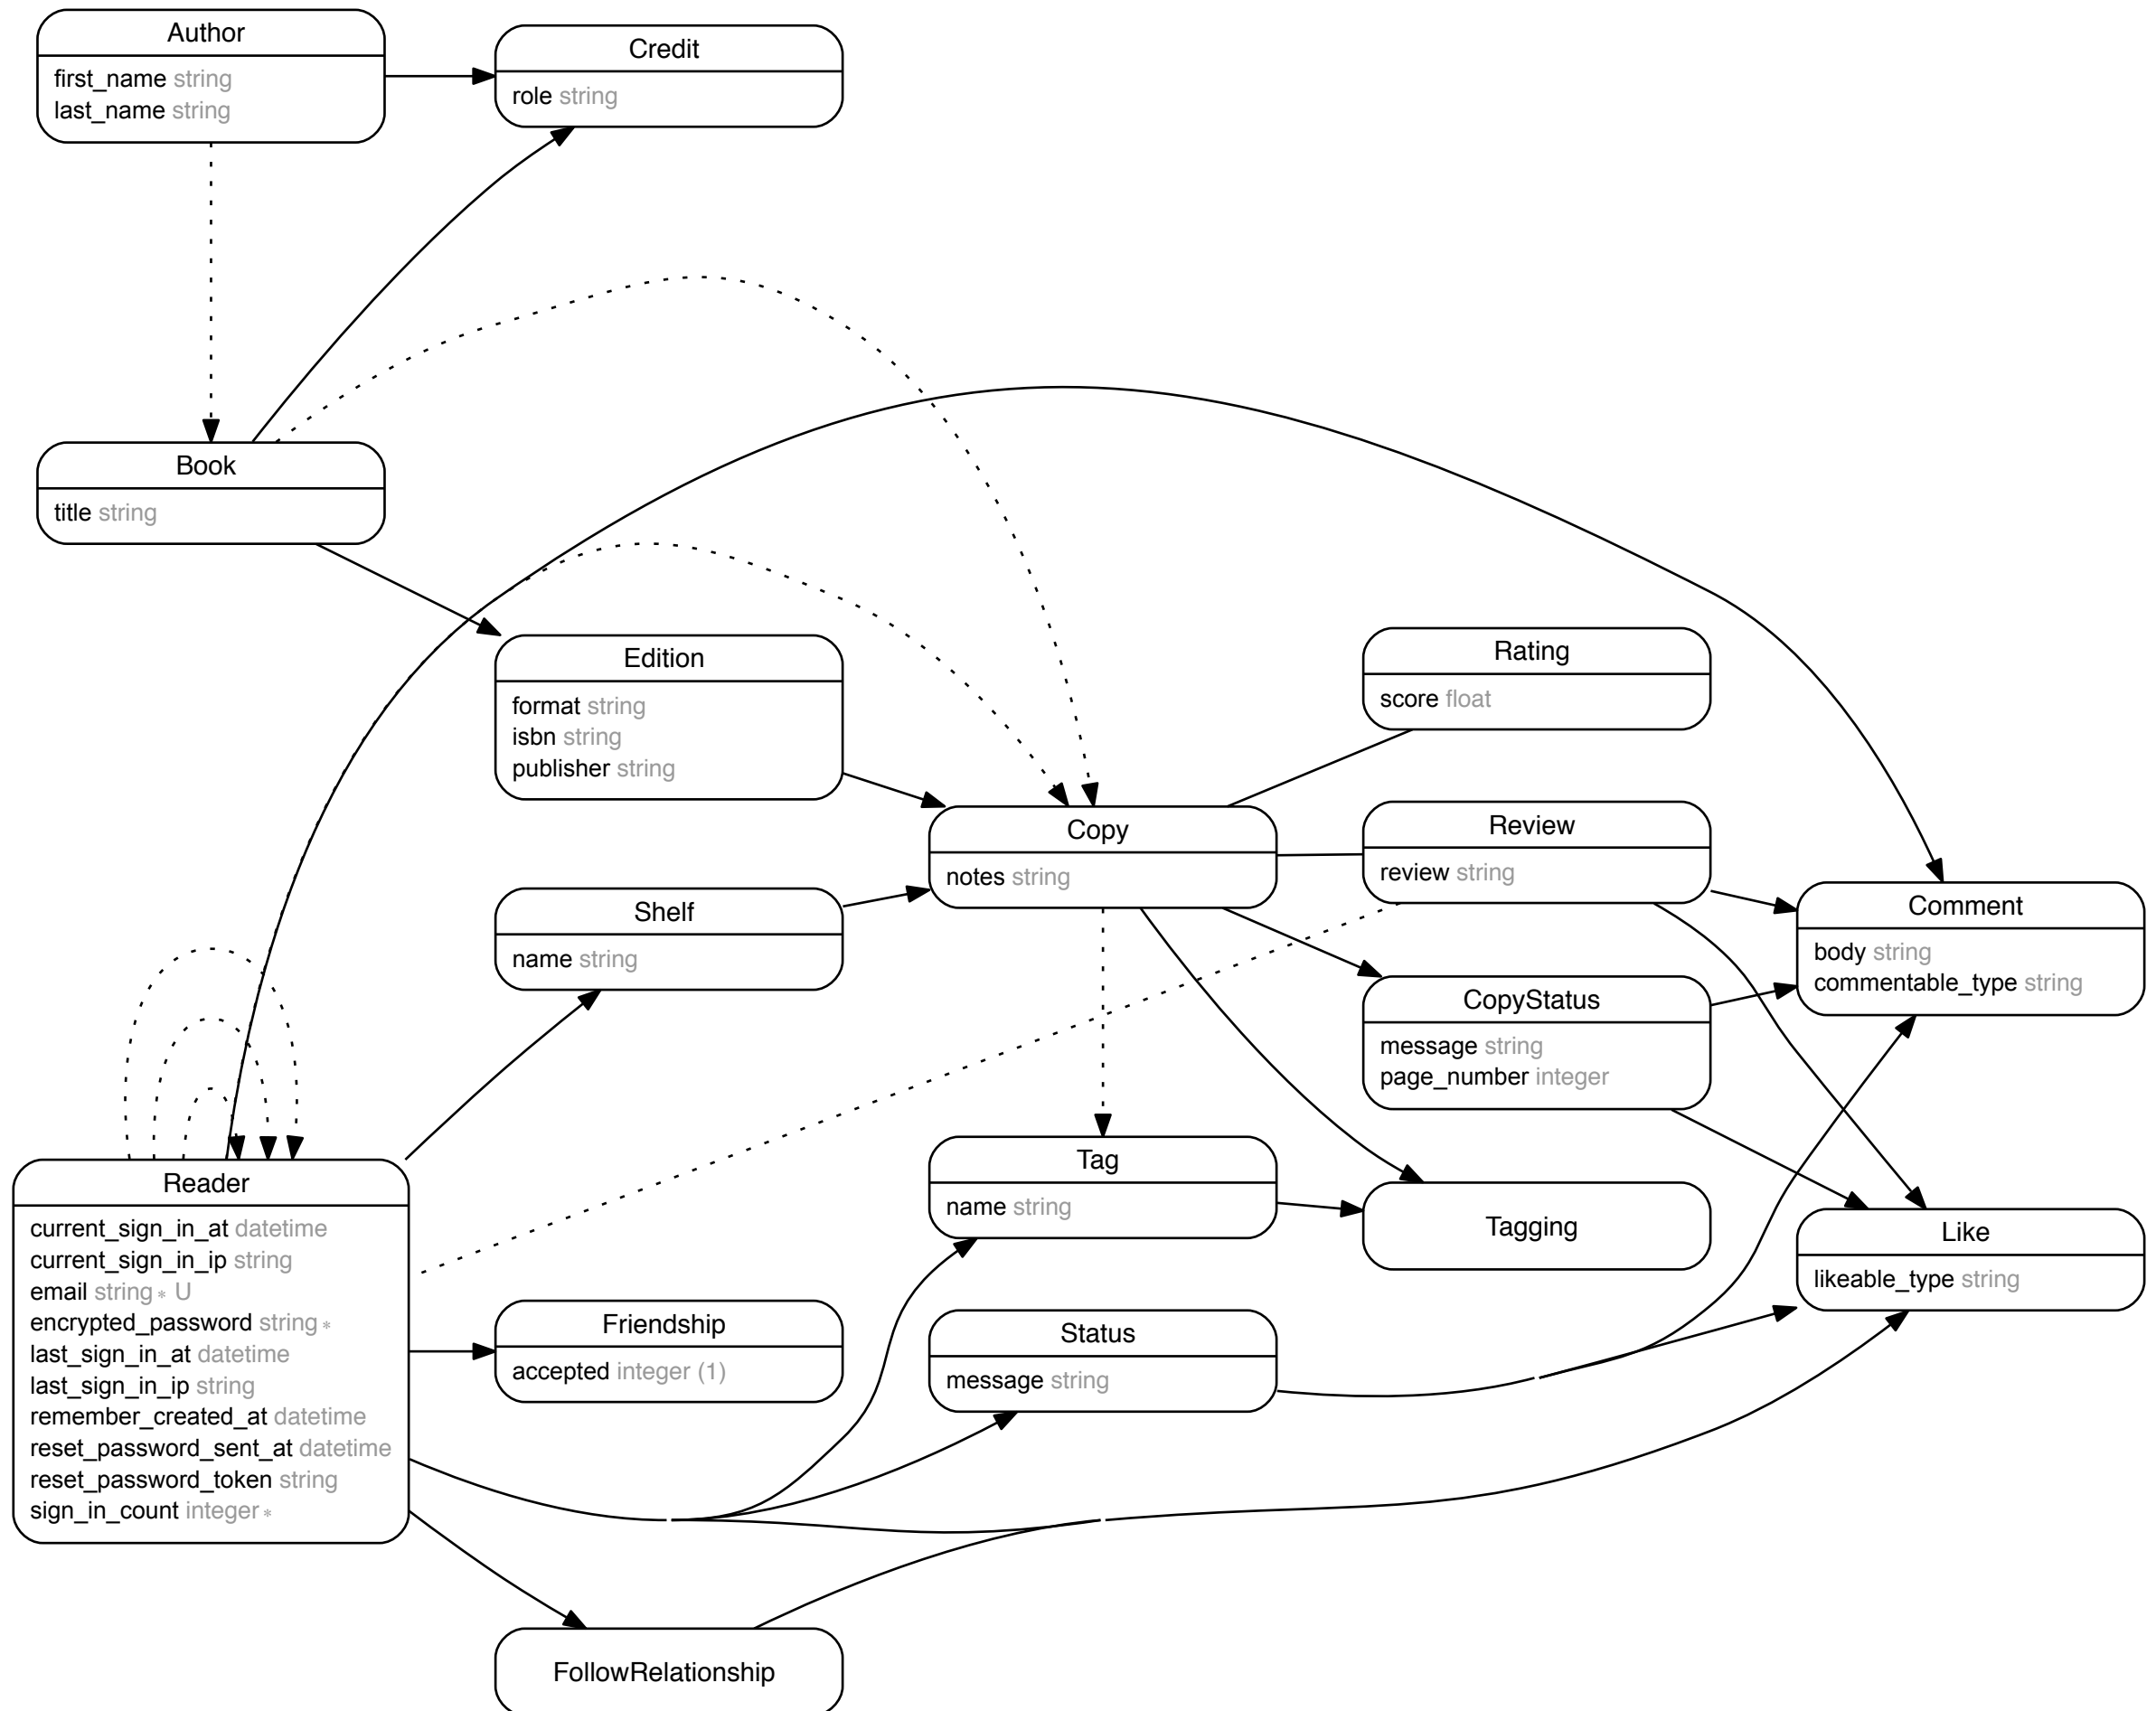 Author
first_name string
last_name string
Credit
role string
Book
title string
Edition
format string
isbn string
publisher string
Rating
score float
Copy
notes string
Review
review string
Shelf
name string
Comment
body string
commentable_type string
CopyStatus
message string
page_number integer
Reader
current_sign_in_at datetime
current_sign_in_ip string
email string * U
encrypted_password string *
last_sign_in_at datetime
last_sign_in_ip string
remember_created_at datetime
reset_password_sent_at datetime
reset_password_token string
sign_in_count integer *
Tag
name string
Tagging
Like
likeable_type string
Friendship
accepted integer (1)
Status
message string
FollowRelationship